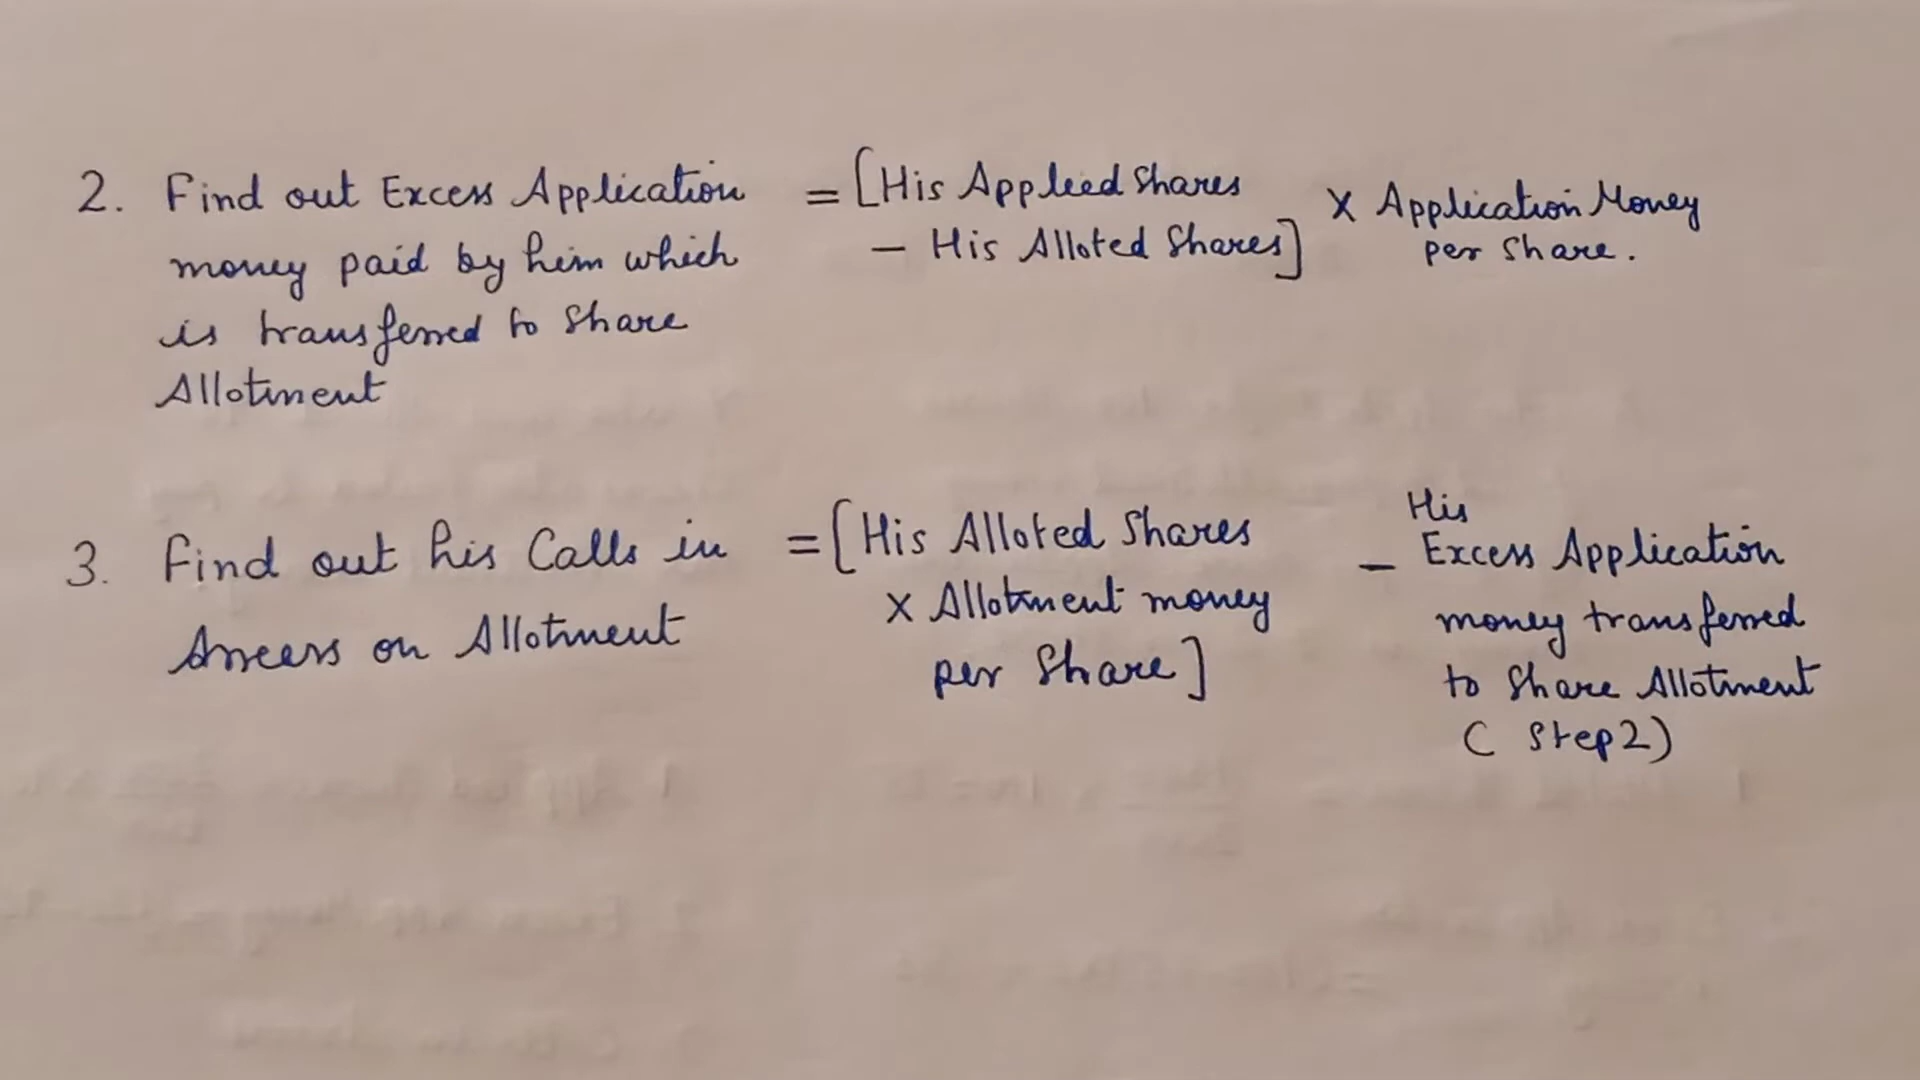 2. Find out Excess Application = [His Applied Shares × Application Money
money paid by him which - His Alloted Shares] per Share.
is transferred to Share
Allotment
His
3. Find out his Calls in = [His Alloted Shares - Excess Application
Arrears on Allotment × Allotment money money transferred
per Share] to Share Allotment
( Step2)